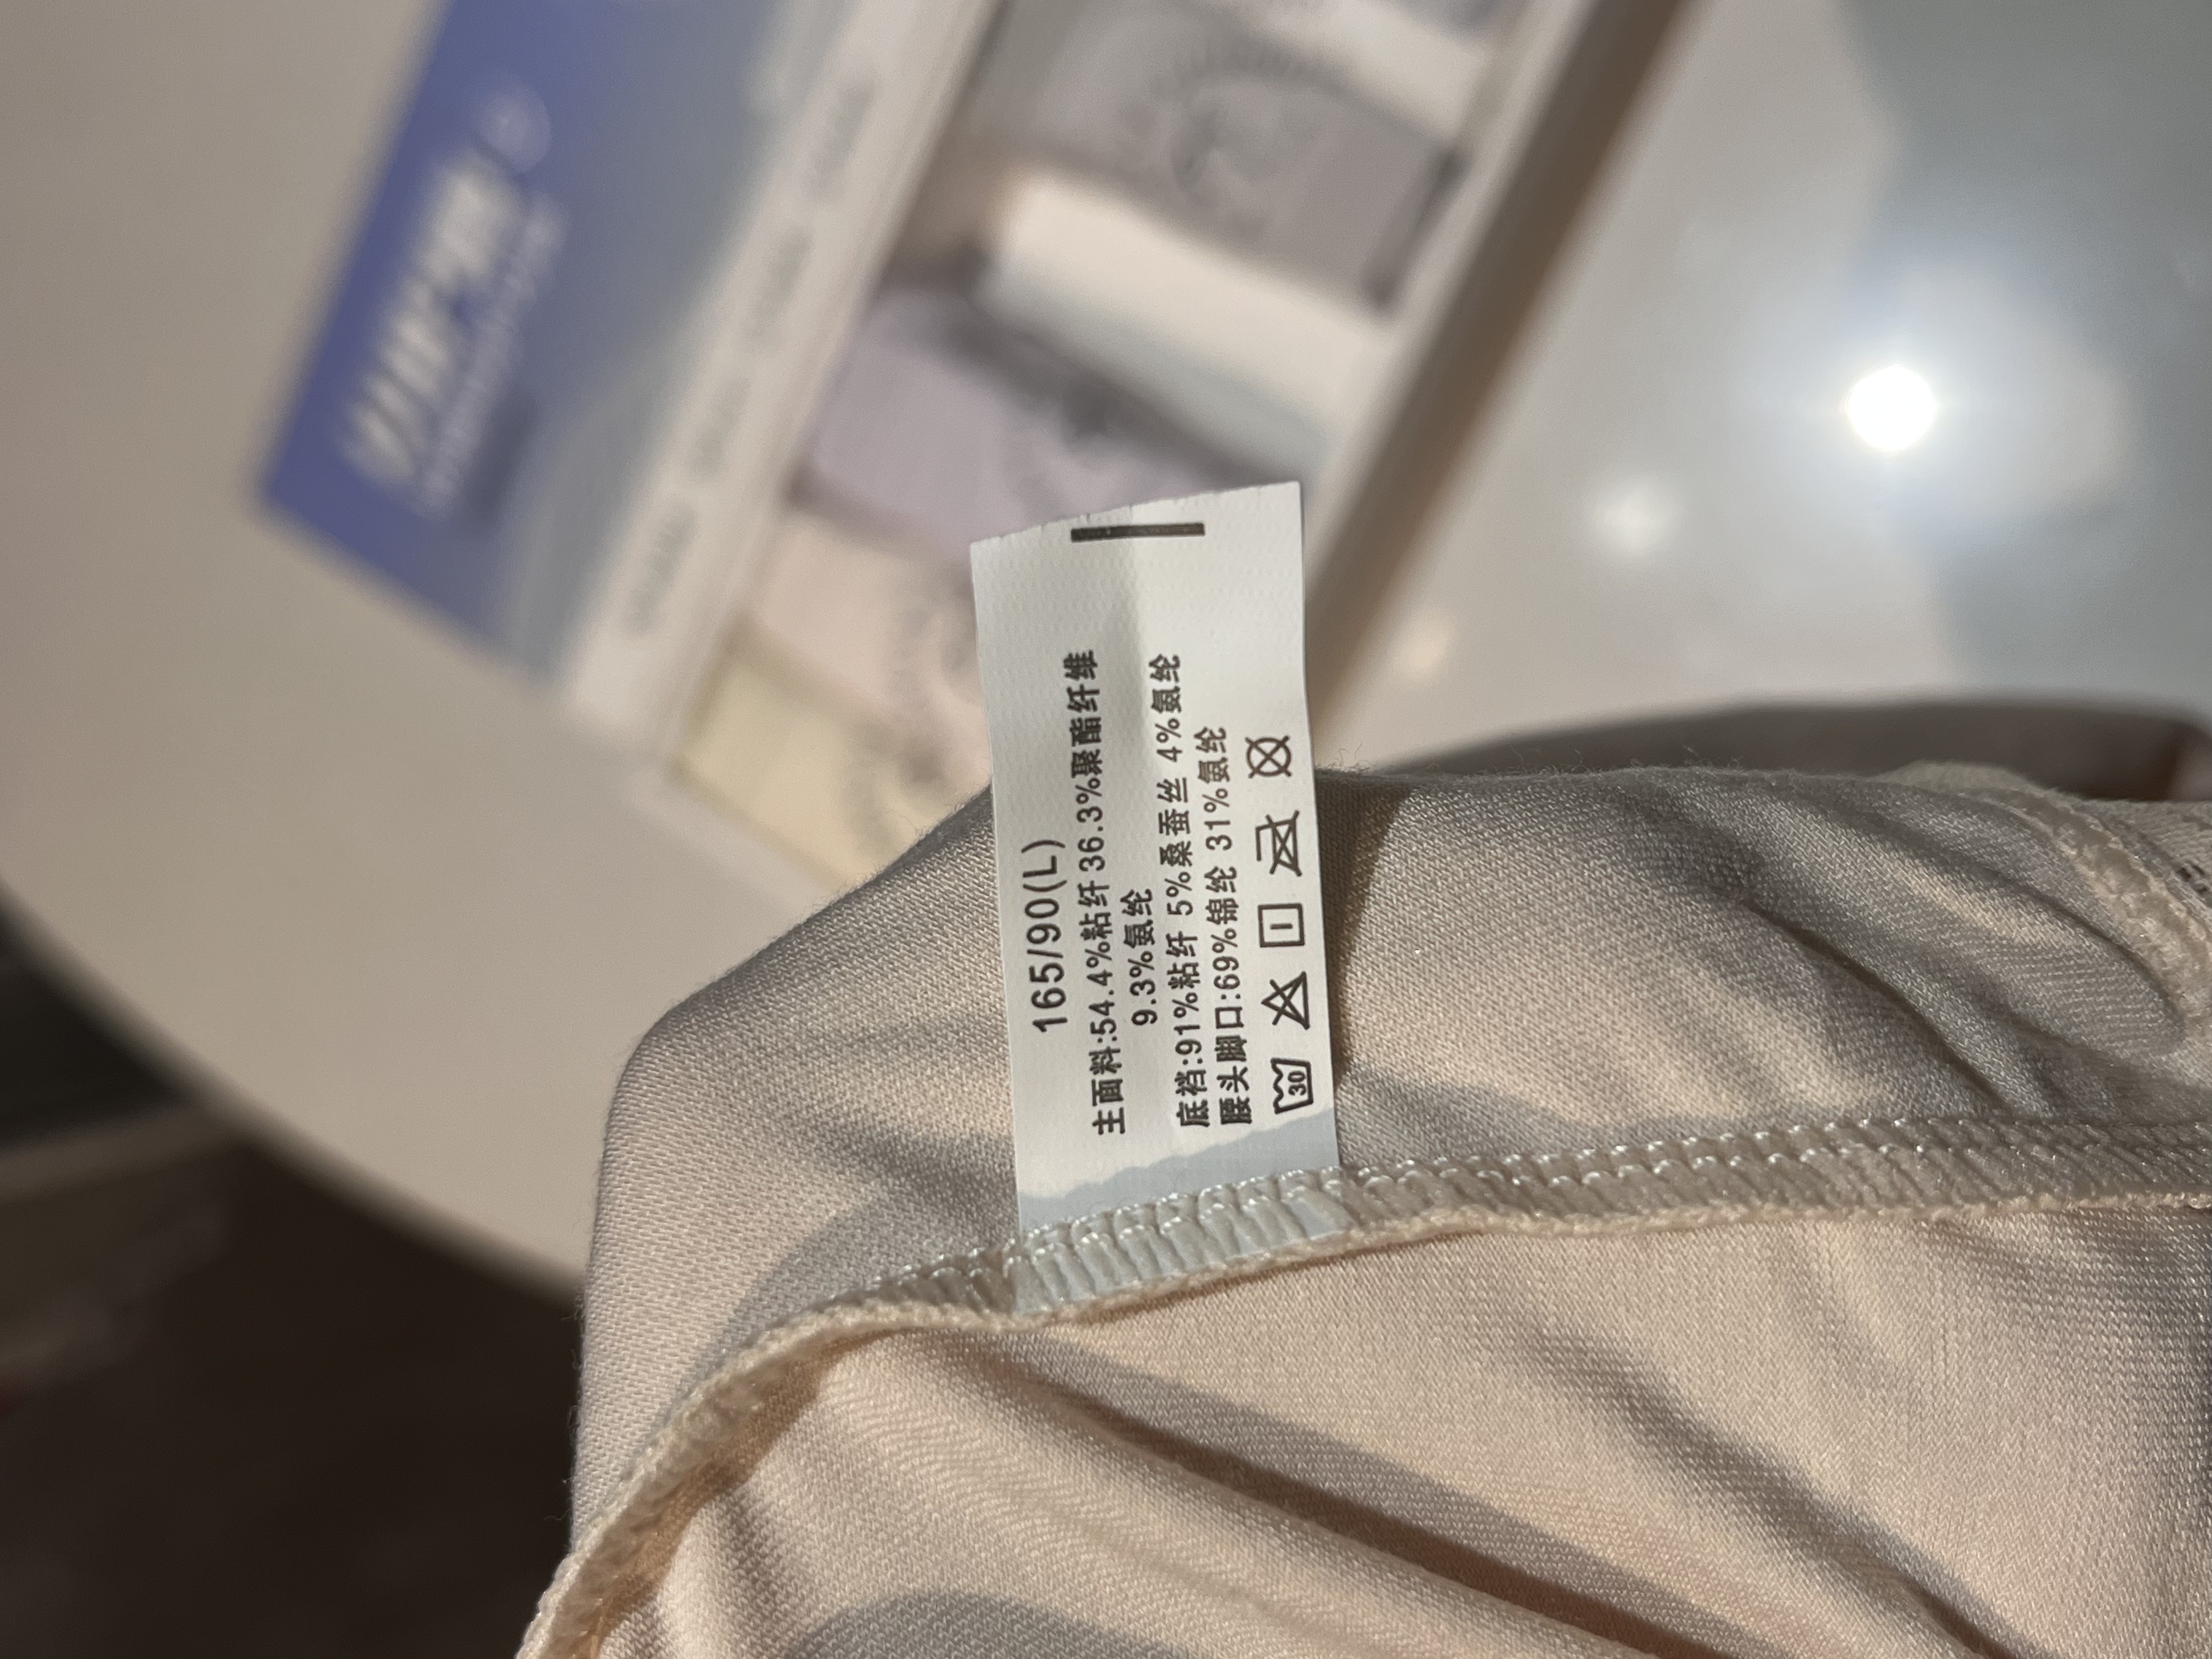 165/90(L)
主面料:54.4%粘纤 36.3%聚酯纤维
9.3%氨纶
底裆:91%粘纤 5%桑蚕丝 4%氨纶
腰头脚口:69%锦纶 31%氨纶
30